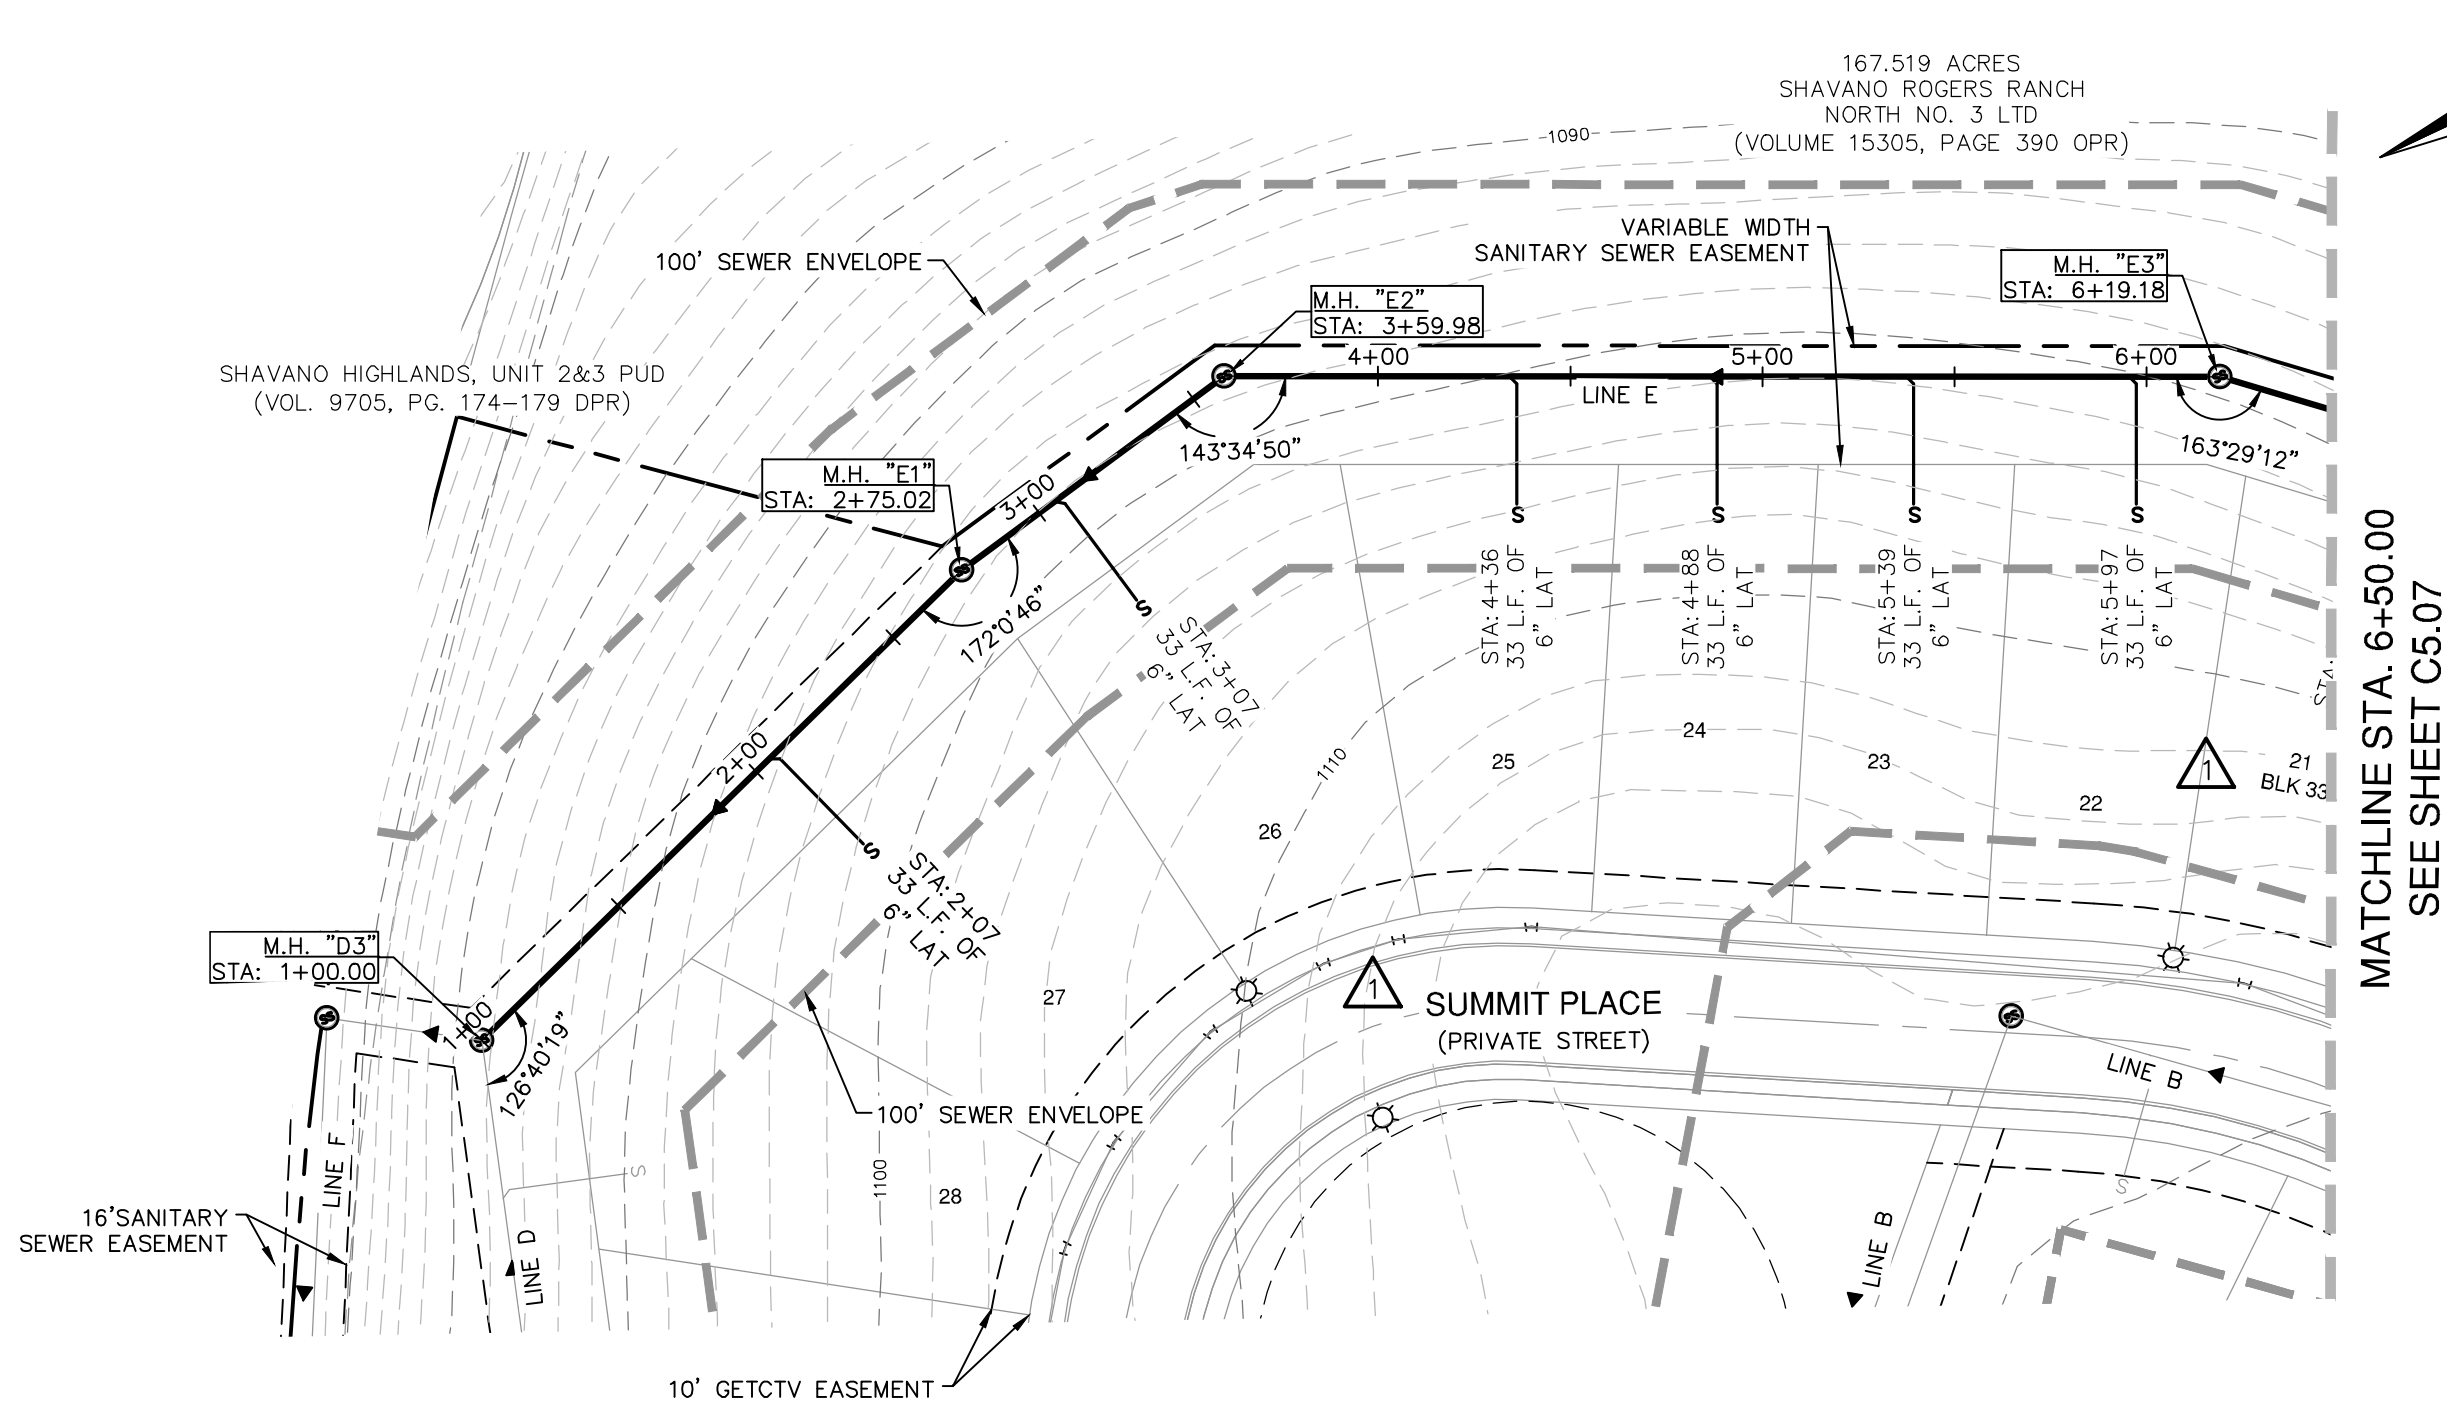 167.519 ACRES
SHAVANO ROGERS RANCH
NORTH NO. 3 LTD
(VOLUME 15305, PAGE 390 OPR)
1090
VARIABLE WIDTH
SANITARY SEWER EASEMENT
100' SEWER ENVELOPE
M.H. "E3"
STA: 6+19.18
M.H. "E2"
STA: 3+59.98
4+00
5+00
6+00
LINE E
SHAVANO HIGHLANDS, UNIT 2&3 PUD
(VOL. 9705, PG. 174-179 DPR)
M.H. "E1"
STA: 2+75.02
3+00
143°34'50"
163°29'12"
S
S
S
S
S
STA: 4+36
33 L.F. OF
6" LAT
STA: 4+88
33 L.F. OF
6" LAT
STA: 5+39
33 L.F. OF
6" LAT
STA: 5+97
33 L.F. OF
6" LAT
172°0'46"
STA: 3+07
33 L.F. OF
6" LAT
STA:
MATCHLINE STA. 6+50.00
SEE SHEET C5.07
2+00
1110
24
25
23
1
21
BLK 33
22
26
S
STA: 2+07
33 L.F. OF
6" LAT
M.H. "D3"
STA: 1+00.00
1+00
126°40'19"
27
1
SUMMIT PLACE
(PRIVATE STREET)
LINE B
100' SEWER ENVELOPE
LINE F
S
1100
28
S
16'SANITARY
SEWER EASEMENT
LINE D
LINE B
10' GETCTV EASEMENT
SS
SS
SS
SS
SS
SS